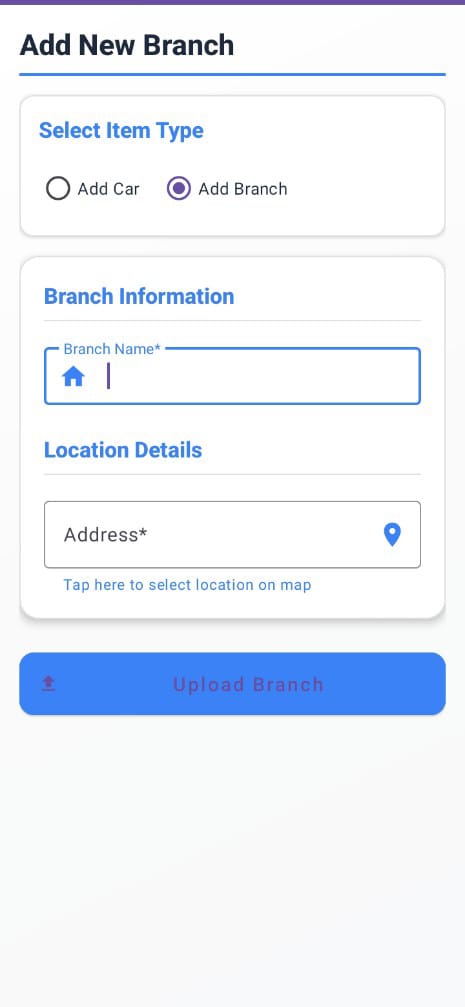 Add New Branch
Select Item Type
Add Car Add Branch
Branch Information
Branch Name*
Location Details
Address*
Tap here to select location on map
Upload Branch